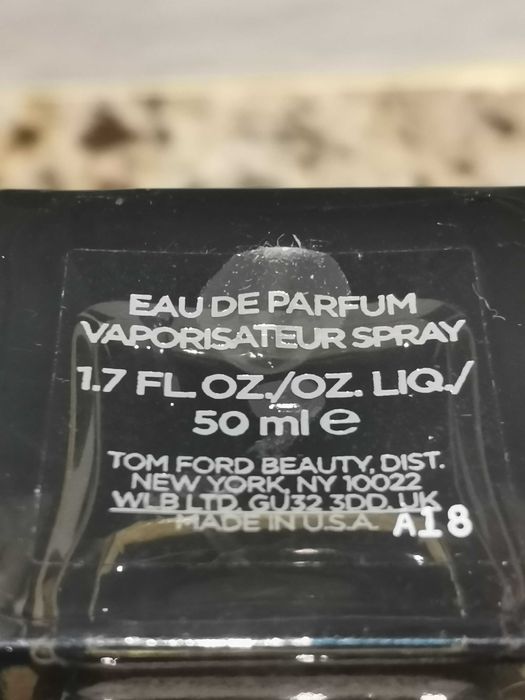 EAU DE PARFUM
VAPORISATEUR SPRAY
1.7 FL OZ./OZ. LIQ./
50 ml e
TOM FORD BEAUTY, DIST.
NEW YORK, NY 10022
WLB LTD, GU32 3DD, UK
MADE IN U.S.A. A18